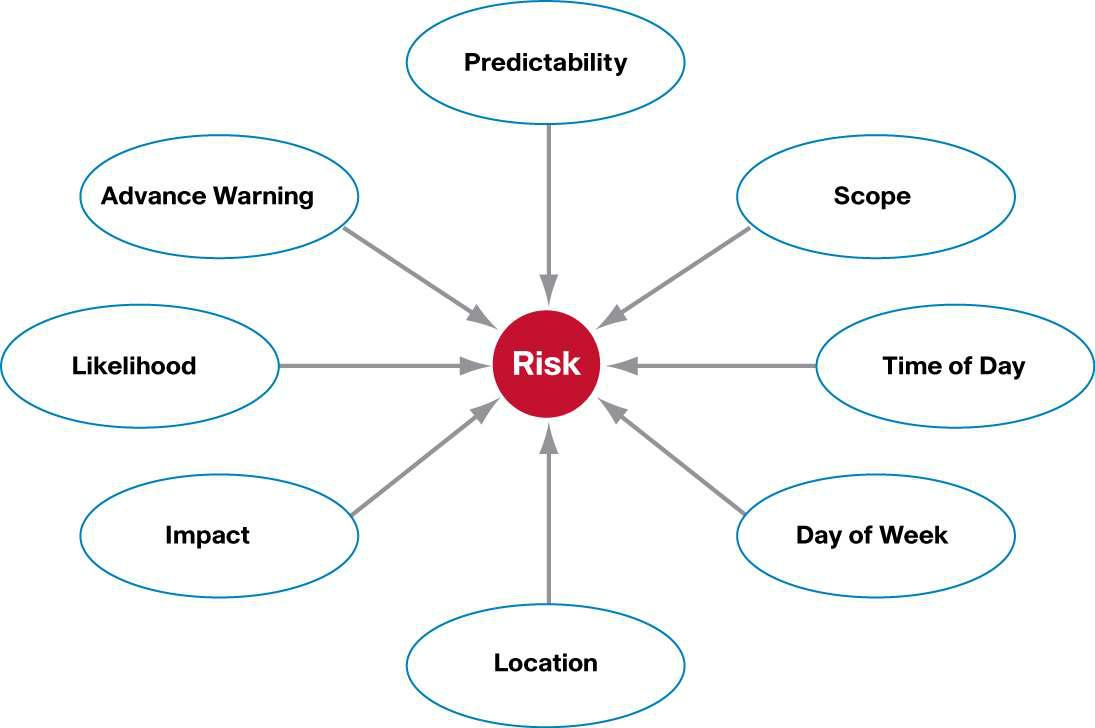 Predictability
Advance Warning
Scope
Likelihood
Risk
Time of Day
Impact
Day of Week
Location